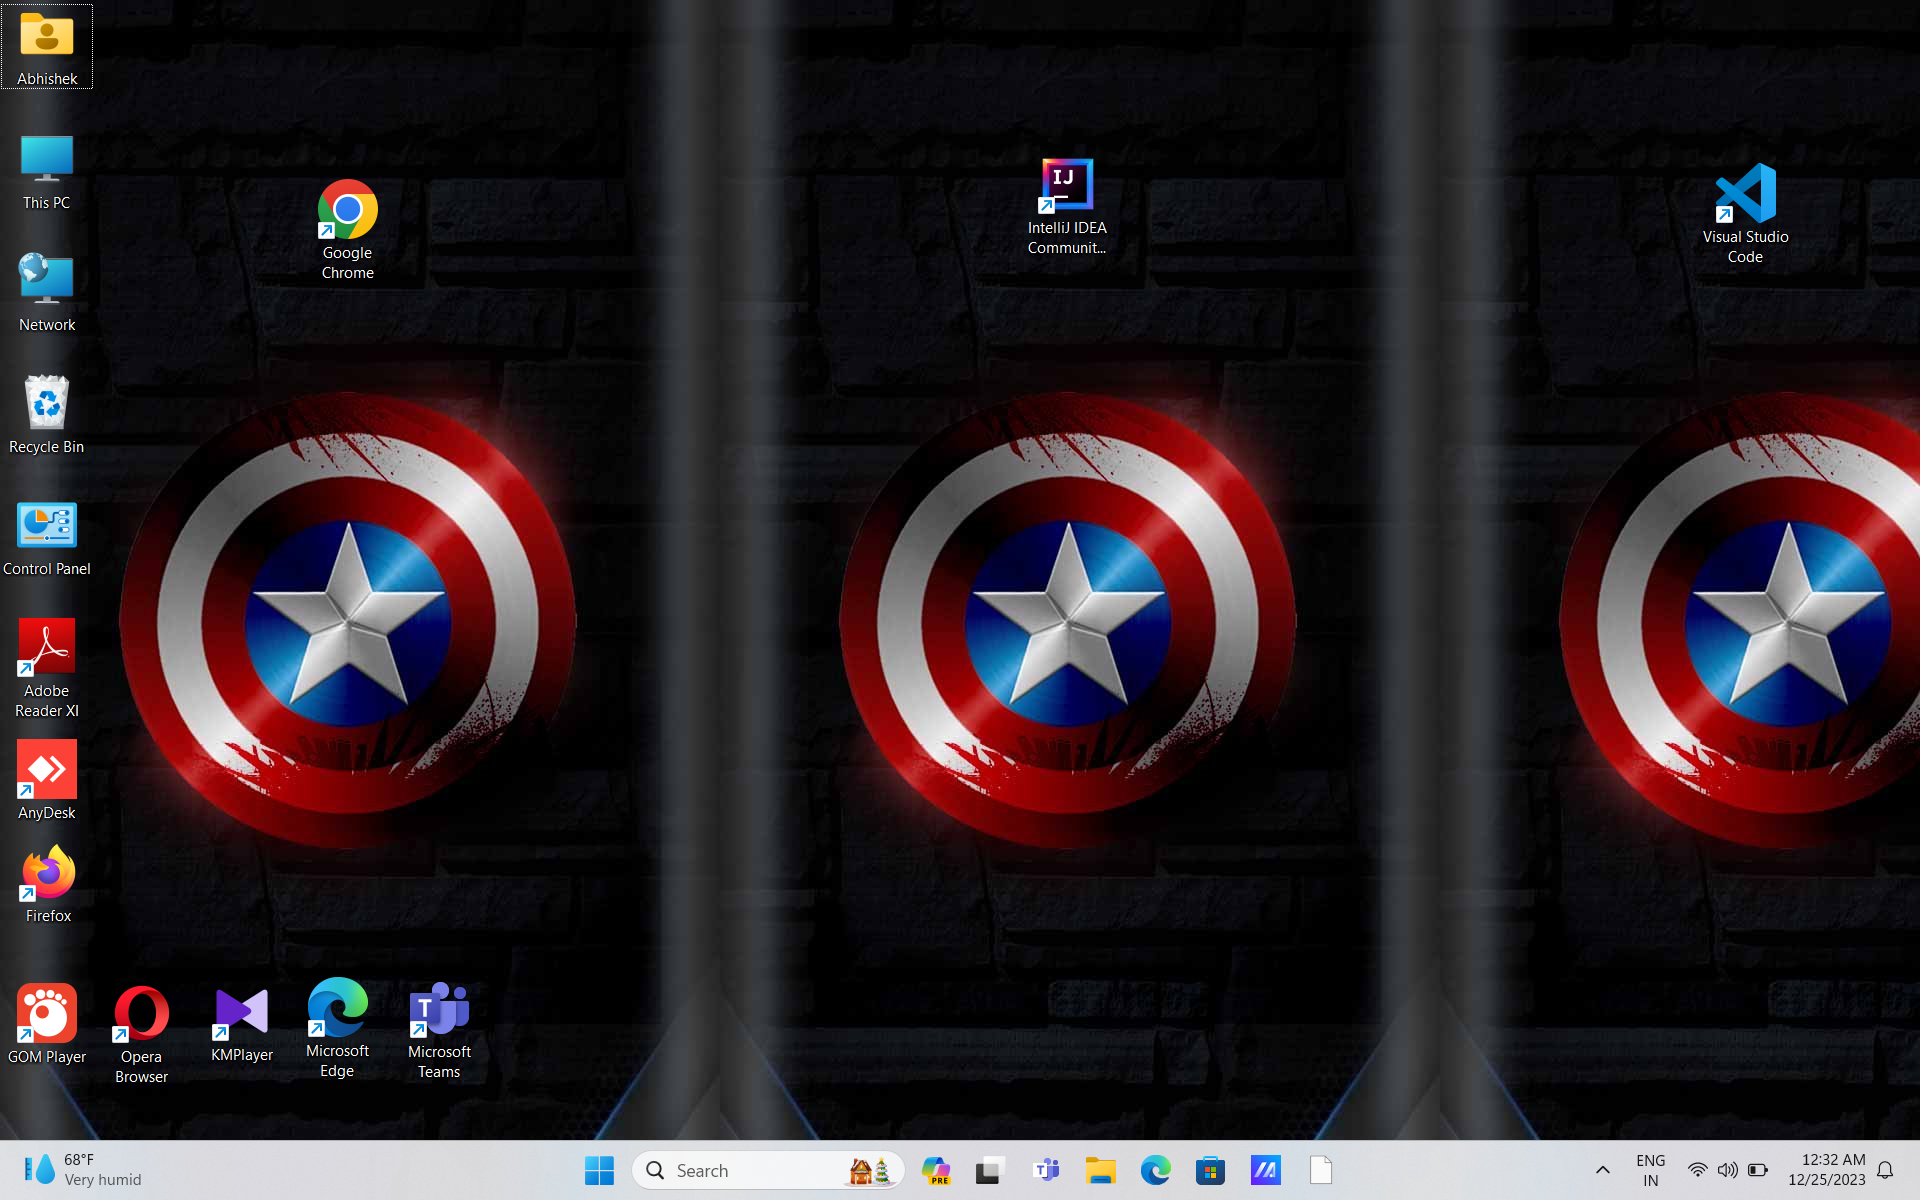 Abhishek
This PC
Network
Recycle Bin
Control Panel
Adobe
Reader XI
AnyDesk
Firefox
GOM Player
Opera
Browser
KMPlayer
Microsoft
Edge
T
Microsoft
Teams
Google
Chrome
IJ
IntelliJ IDEA
Communit...
Visual Studio
Code
68°F
Very humid
Search
PRE
T
ENG
IN
12:32 AM
12/25/2023